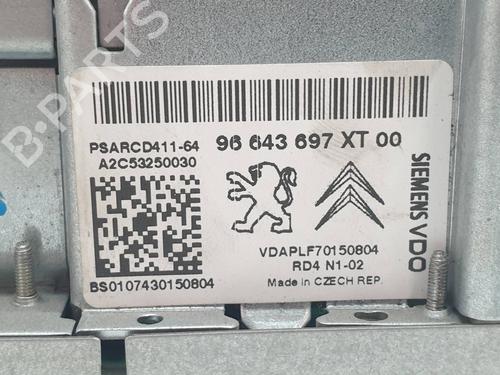 PSARCD411-64
A2C53250030
96 643 697 XT 00
SIEMENS VDO
VDAPLF70150804
RD4 N1-02
BS0107430150804
Made in CZECH REP.
B-PARTS